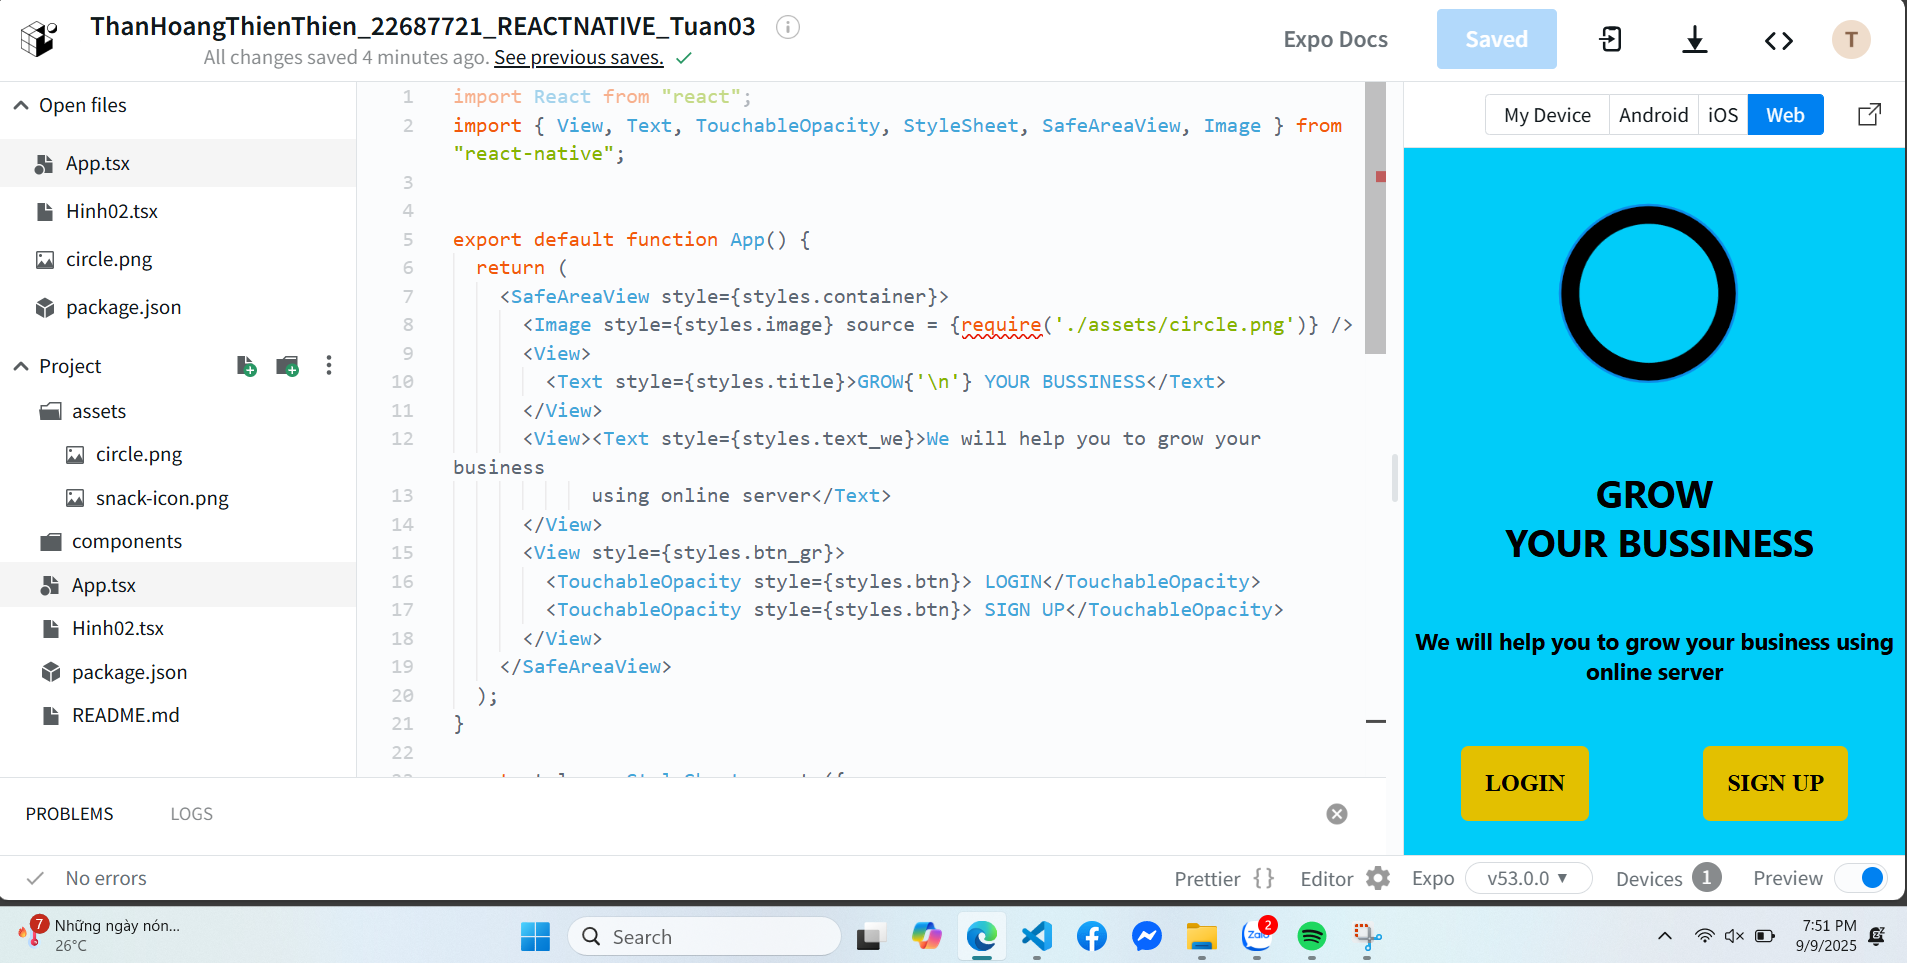 ThanHoangThienThien_22687721_REACTNATIVE_Tuan03
All changes saved 4 minutes ago. See previous saves.
Expo Docs
Saved
T
Open files
App.tsx
Hinh02.tsx
circle.png
package.json
Project
assets
circle.png
snack-icon.png
components
App.tsx
Hinh02.tsx
package.json
README.md
1 import React from "react";
2 import { View, Text, TouchableOpacity, StyleSheet, SafeAreaView, Image } from
"react-native";
3
4
5 export default function App() {
6 return (
7 <SafeAreaView style={styles.container}>
8 <Image style={styles.image} source = {require('./assets/circle.png')} />
9 <View>
10 <Text style={styles.title}>GROW{'\n'} YOUR BUSSINESS</Text>
11 </View>
12 <View><Text style={styles.text_we}>We will help you to grow your
business
13 using online server</Text>
14 </View>
15 <View style={styles.btn_gr}>
16 <TouchableOpacity style={styles.btn}> LOGIN</TouchableOpacity>
17 <TouchableOpacity style={styles.btn}> SIGN UP</TouchableOpacity>
18 </View>
19 </SafeAreaView>
20 );
21 }
22
My Device
Android
iOS
Web
GROW
YOUR BUSSINESS
We will help you to grow your business using
online server
LOGIN
SIGN UP
PROBLEMS
LOGS
No errors
Prettier {}
Editor
Expo
v53.0.0
Devices 1
Preview
7
Những ngày nón...
26°C
Search
Zalo
2
7:51 PM
9/9/2025